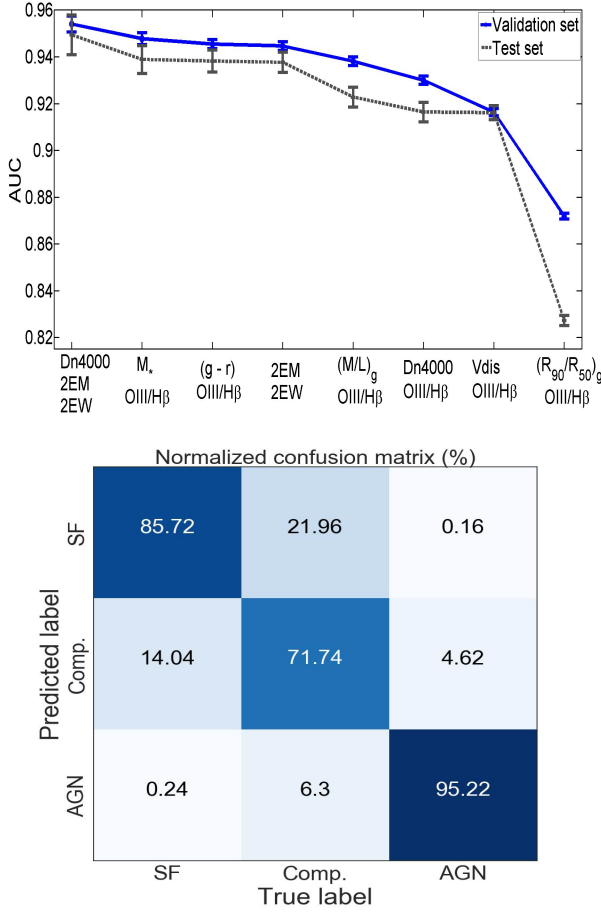 0.96
0.94
0.92
0.9
0.88
0.86
0.84
0.82
AUC
Validation set
Test set
Dn4000 2EM 2EW
M* OIII/Hβ
(g - r) OIII/Hβ
2EM 2EW
(M/L)g OIII/Hβ
Dn4000 OIII/Hβ
Vdis OIII/Hβ
(R90/R50)g OIII/Hβ
Normalized confusion matrix (%)
Predicted label
SF
85.72 21.96 0.16
Comp.
14.04 71.74 4.62
AGN
0.24 6.3 95.22
SF Comp. AGN
True label